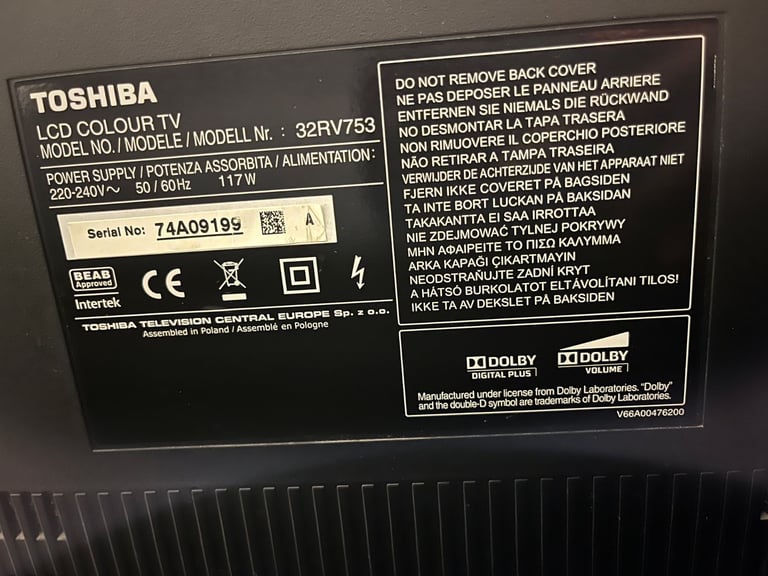 TOSHIBA
LCD COLOUR TV
MODEL NO. / MODELE / MODELL Nr. : 32RV753
POWER SUPPLY / POTENZA ASSORBITA / ALIMENTATION:
220-240V∼ 50 / 60Hz 117W
Serial No: 74A09199 A
BEAB
Approved
Intertek
CE
TOSHIBA TELEVISION CENTRAL EUROPE Sp. z o.o.
Assembled in Poland / Assemblé en Pologne
DO NOT REMOVE BACK COVER
NE PAS DEPOSER LE PANNEAU ARRIERE
ENTFERNEN SIE NIEMALS DIE RÜCKWAND
NO DESMONTAR LA TAPA TRASERA
NON RIMUOVERE IL COPERCHIO POSTERIORE
NÃO RETIRAR A TAMPA TRASEIRA
VERWIJDER DE ACHTERZIJDE VAN HET APPARAAT NIET
FJERN IKKE COVERET PÅ BAGSIDEN
TA INTE BORT LUCKAN PÅ BAKSIDAN
TAKAKANTTA EI SAA IRROTTAA
NIE ZDEJMOWAĆ TYLNEJ POKRYWY
ΜΗΝ ΑΦΑΙΡΕΙΤΕ ΤΟ ΠΙΣΩ ΚΑΛΥΜΜΑ
ARKA KAPAĞI ÇIKARTMAYIN
NEODSTRAŇUJTE ZADNÍ KRYT
A HÁTSÓ BURKOLATOT ELTÁVOLÍTANI TILOS!
IKKE TA AV DEKSLET PÅ BAKSIDEN
DOLBY
DIGITAL PLUS
DOLBY
VOLUME
Manufactured under license from Dolby Laboratories. “Dolby”
and the double-D symbol are trademarks of Dolby Laboratories.
V66A00476200